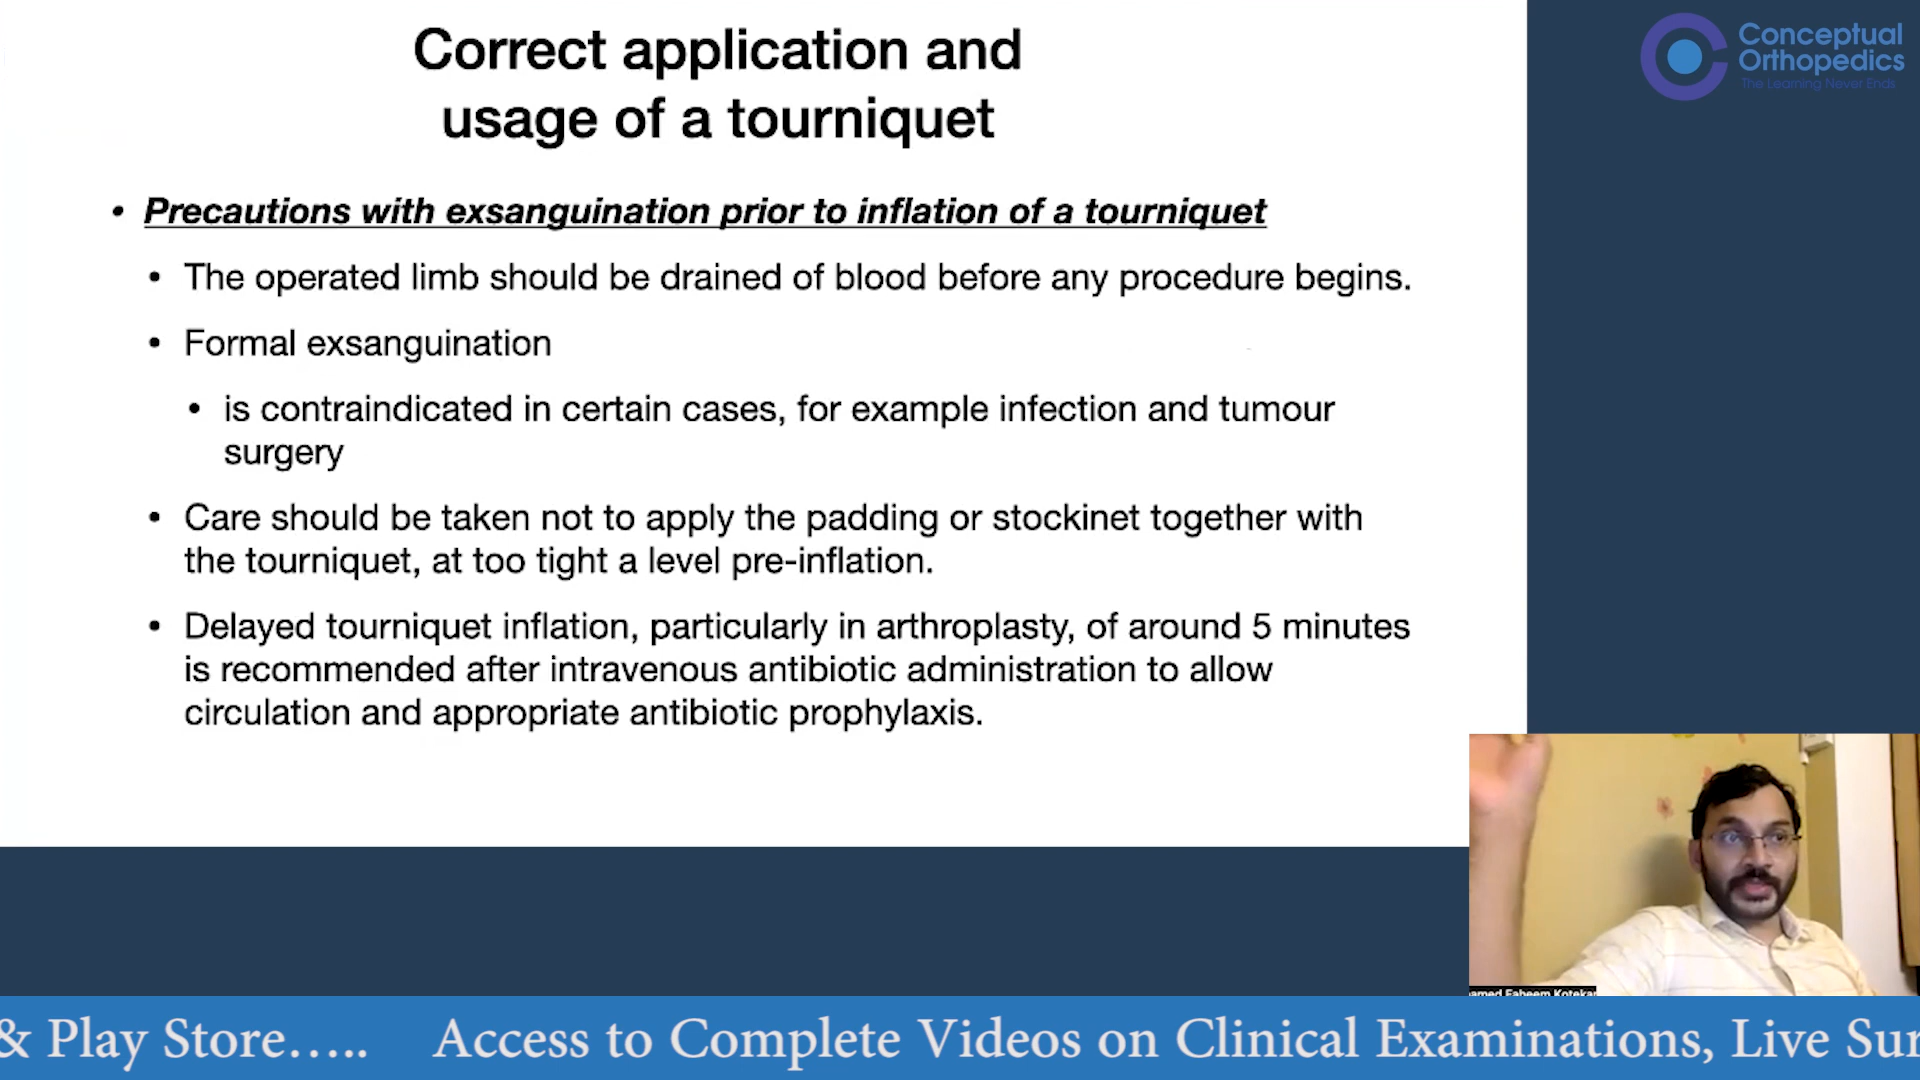 Correct application and
usage of a tourniquet
Conceptual
Orthopedics
The Learning Never Ends
• Precautions with exsanguination prior to inflation of a tourniquet
• The operated limb should be drained of blood before any procedure begins.
• Formal exsanguination
• is contraindicated in certain cases, for example infection and tumour
surgery
• Care should be taken not to apply the padding or stockinet together with
the tourniquet, at too tight a level pre-inflation.
• Delayed tourniquet inflation, particularly in arthroplasty, of around 5 minutes
is recommended after intravenous antibiotic administration to allow
circulation and appropriate antibiotic prophylaxis.
amed Faheem Kotekar
& Play Store..... Access to Complete Videos on Clinical Examinations, Live Sur